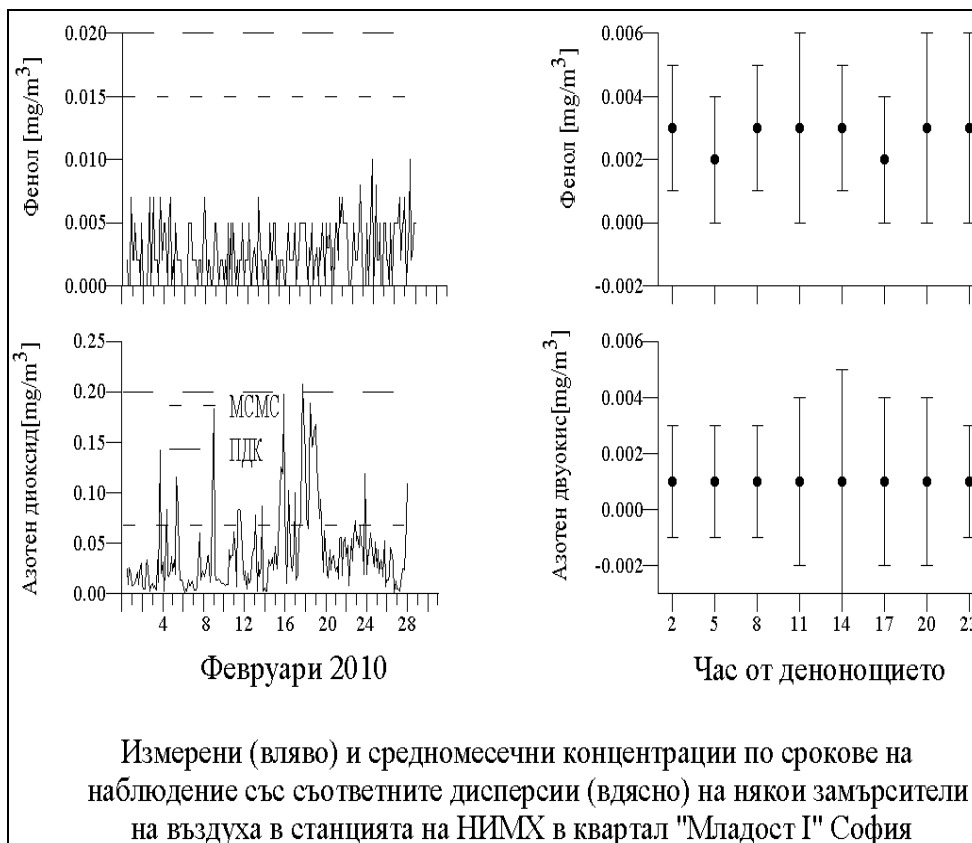 Фенол [mg/m³]
0.020
0.015
0.010
0.005
0.000
Фенол [mg/m³]
0.006
0.004
0.002
0.000
-0.002
Азотен диоксид[mg/m³]
0.25
0.20
0.15
0.10
0.05
0.00
МСМС
ПДК
4 8 12 16 20 24 28
Февруари 2010
Азотен двуокис[mg/m³]
0.006
0.004
0.002
0.000
-0.002
2 5 8 11 14 17 20 23
Час от денонощието
Измерени (вляво) и средномесечни концентрации по срокове на
наблюдение със съответните дисперсии (вдясно) на някои замърсители
на въздуха в станцията на НИМХ в квартал "Младост I" София